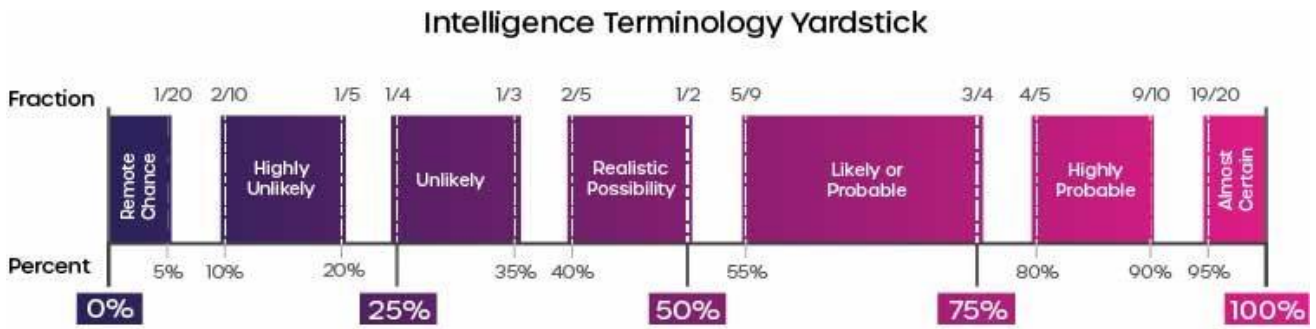 Intelligence Terminology Yardstick
Fraction 1/20 2/10 1/5 1/4 1/3 2/5 1/2 5/9 3/4 4/5 9/10 19/20
Remote
Chance
Highly
Unlikely
Unlikely
Realistic
Possibility
Likely or
Probable
Highly
Probable
Almost
Certain
Percent 5% 10% 20% 35% 40% 55% 80% 90% 95%
0% 25% 50% 75% 100%